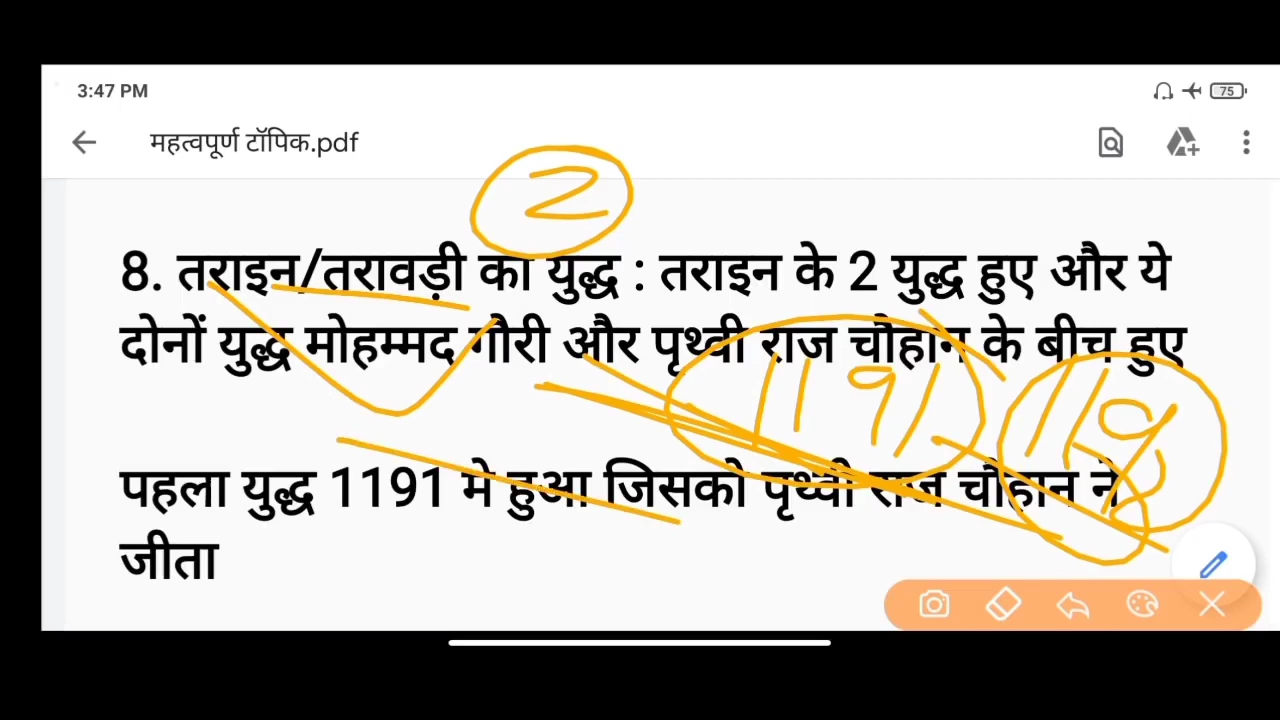 3:47 PM
75
महत्वपूर्ण टॉपिक.pdf
2
8. तराइन/तरावड़ी का युद्ध : तराइन के 2 युद्ध हुए और ये
दोनों युद्ध मोहम्मद गौरी और पृथ्वी राज चौहान के बीच हुए
1191
पहला युद्ध 1191 मे हुआ जिसको पृथ्वी राज चौहान ने
जीता